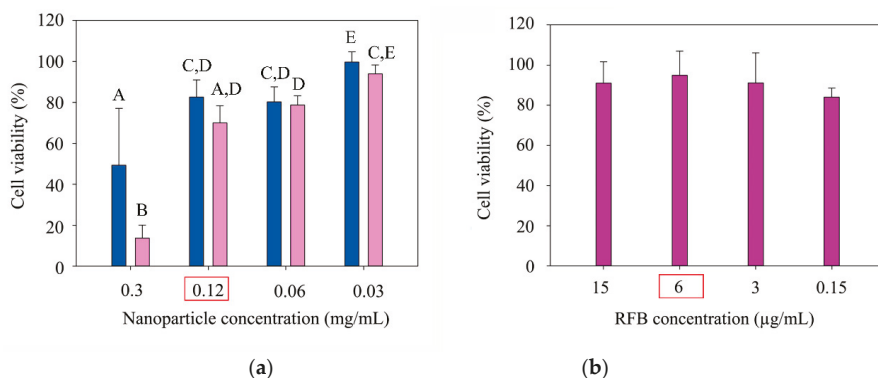 120
100
80
60
40
20
0
Cell viability (%)
A
B
C,D
A,D
C,D
D
E
C,E
0.3
0.12
0.06
0.03
Nanoparticle concentration (mg/mL)
(a)
120
100
80
60
40
20
0
Cell viability (%)
15
6
3
0.15
RFB concentration (µg/mL)
(b)